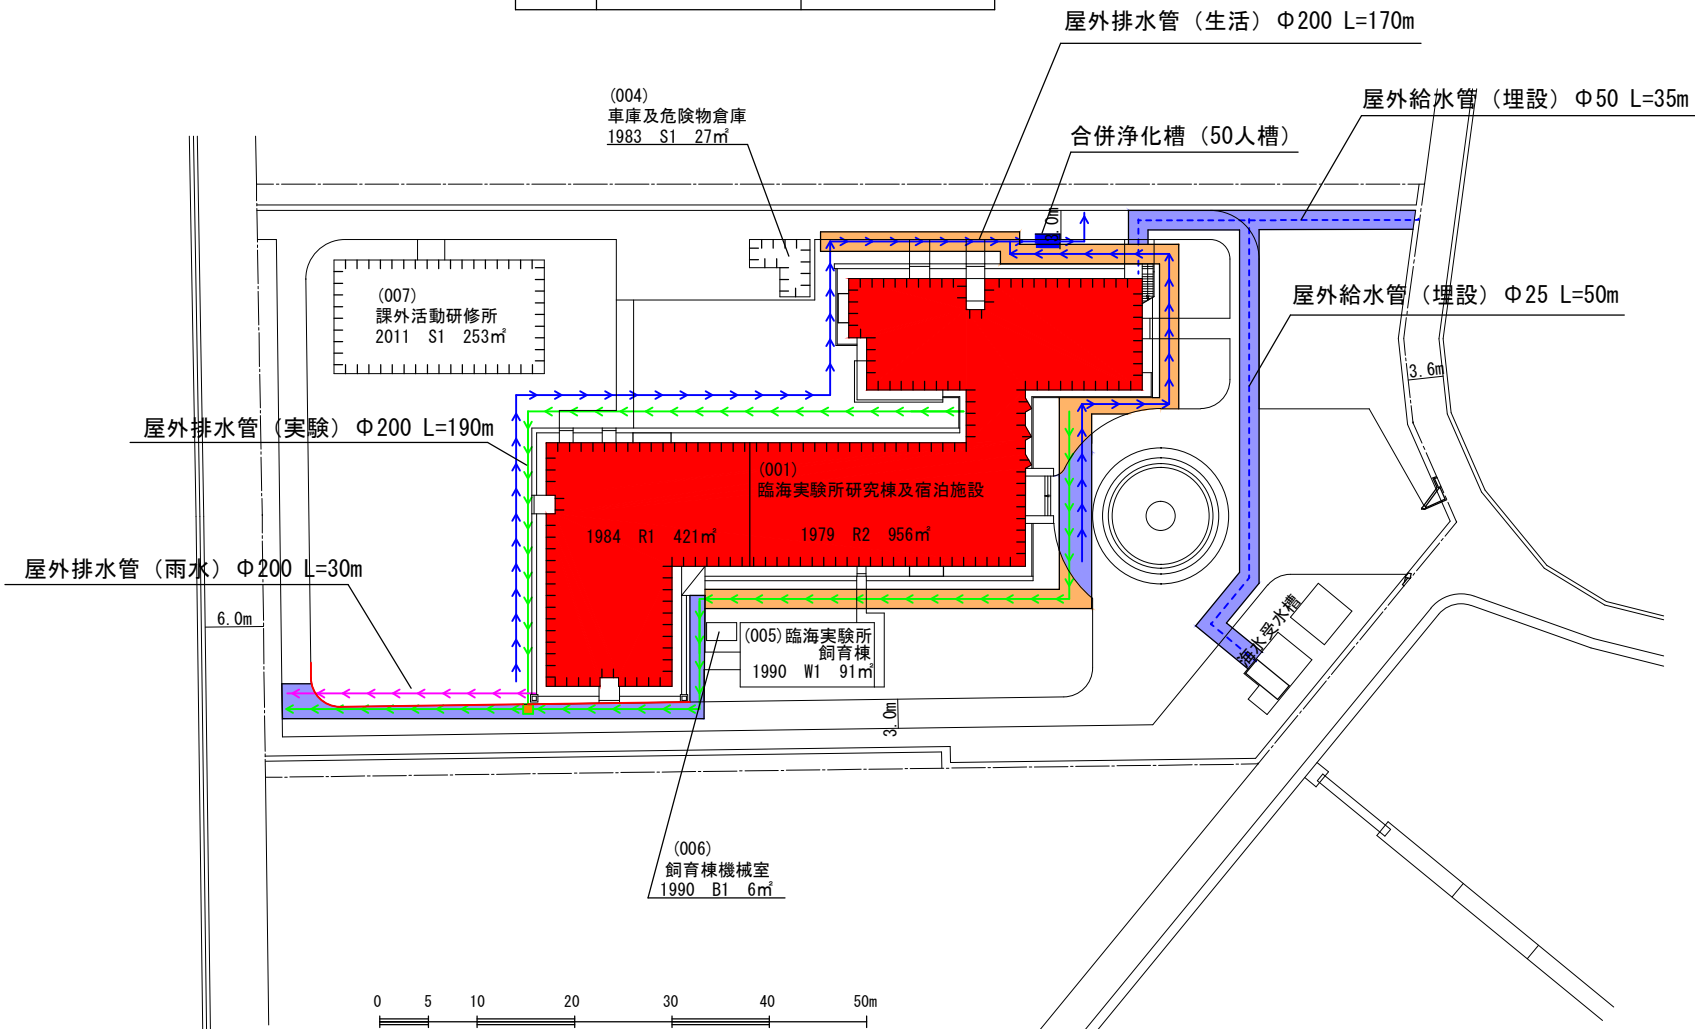 屋外排水管（生活）Φ200 L=170m
(004)
車庫及危険物倉庫
1983 S1 27㎡
屋外給水管（埋設）Φ50 L=35m
合併浄化槽（50人槽）
(007)
課外活動研修所
2011 S1 253㎡
屋外給水管（埋設）Φ25 L=50m
3.6m
屋外排水管（実験）Φ200 L=190m
(001)
臨海実験所研究棟及宿泊施設
1984 R1 421㎡
1979 R2 956㎡
屋外排水管（雨水）Φ200 L=30m
6.0m
(005)臨海実験所
飼育棟
1990 W1 91㎡
海水受水槽
3.0m
(006)
飼育棟機械室
1990 B1 6㎡
0 5 10 20 30 40 50m